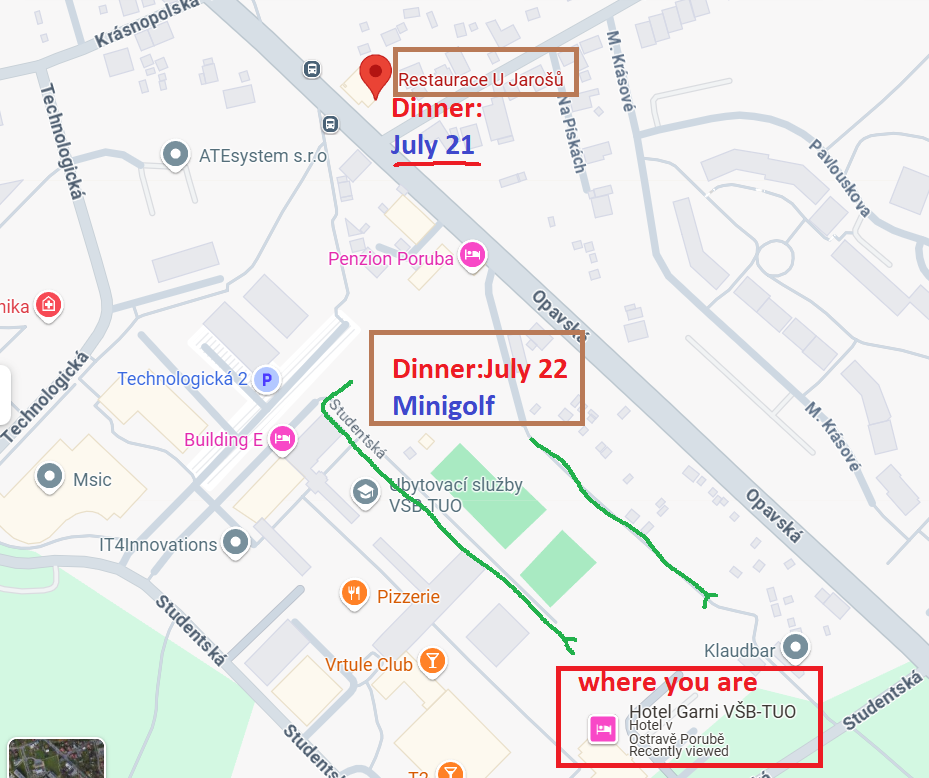 Krásnopolská
M. Krásové
Restaurace U Jarošů
Dinner:
July 21
Na Pískách
Technologická
ATEsystem s.r.o
Pavlouskova
Penzion Poruba
Opavská
nika
Dinner:July 22
Minigolf
Technologická 2
P
Technologická
Studentská
M. Krásové
Building E
Msic
Ubytovací služby
VŠB-TUO
Opavská
IT4Innovations
Pizzerie
Studentská
Klaudbar
Vrtule Club
where you are
Hotel Garni VŠB-TUO
Hotel v
Ostravě Porubě
Recently viewed
Studentská
Studentská